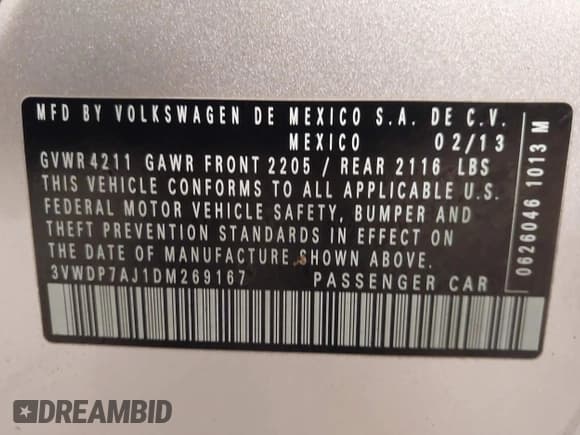 MFD BY VOLKSWAGEN DE MEXICO S.A. DE C.V.
MEXICO 02/13
GVWR 4211 GAWR FRONT 2205 / REAR 2116 LBS
THIS VEHICLE CONFORMS TO ALL APPLICABLE U.S.
FEDERAL MOTOR VEHICLE SAFETY, BUMPER AND
THEFT PREVENTION STANDARDS IN EFFECT ON
THE DATE OF MANUFACTURE SHOWN ABOVE.
3VWDP7AJ1DM269167 PASSENGER CAR
0626046 1013 M
DREAMBID